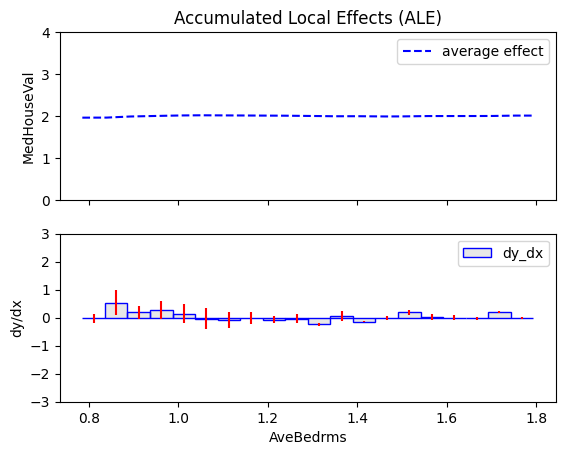 Accumulated Local Effects (ALE)
4
3
2
1
0
MedHouseVal
average effect
3
2
1
0
−1
−2
−3
dy/dx
dy_dx
0.8 1.0 1.2 1.4 1.6 1.8
AveBedrms